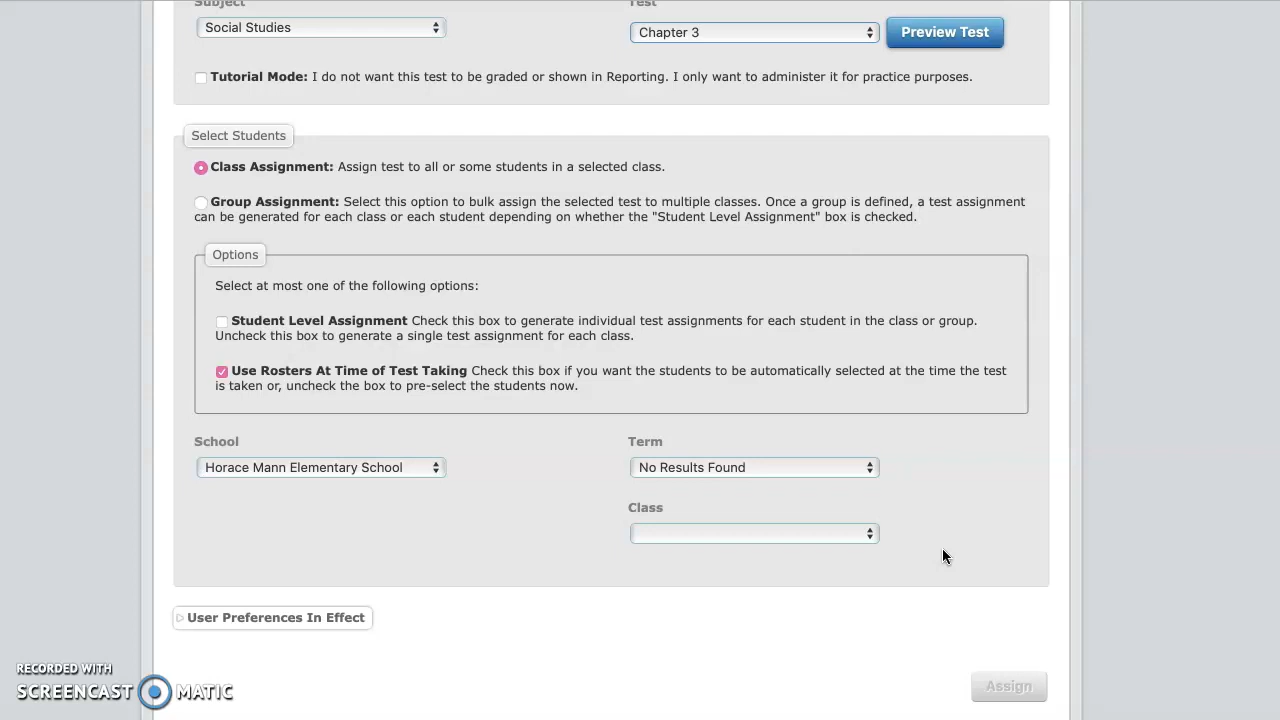 Subject
Test
Social Studies
Chapter 3
Preview Test
Tutorial Mode: I do not want this test to be graded or shown in Reporting. I only want to administer it for practice purposes.
Select Students
Class Assignment: Assign test to all or some students in a selected class.
Group Assignment: Select this option to bulk assign the selected test to multiple classes. Once a group is defined, a test assignment
can be generated for each class or each student depending on whether the "Student Level Assignment" box is checked.
Options
Select at most one of the following options:
Student Level Assignment Check this box to generate individual test assignments for each student in the class or group.
Uncheck this box to generate a single test assignment for each class.
Use Rosters At Time of Test Taking Check this box if you want the students to be automatically selected at the time the test
is taken or, uncheck the box to pre-select the students now.
School
Term
Horace Mann Elementary School
No Results Found
Class
User Preferences In Effect
Assign
RECORDED WITH
SCREENCAST MATIC